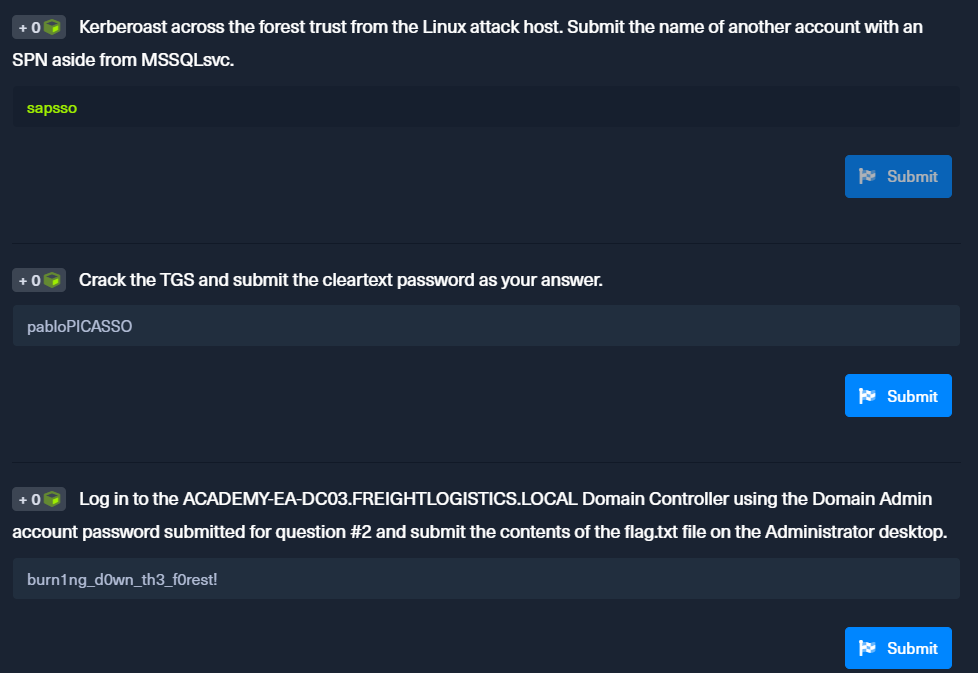 + 0 Kerberoast across the forest trust from the Linux attack host. Submit the name of another account with an
SPN aside from MSSQLsvc.
sapsso
Submit
+ 0 Crack the TGS and submit the cleartext password as your answer.
pabloPICASSO
Submit
+ 0 Log in to the ACADEMY-EA-DC03.FREIGHTLOGISTICS.LOCAL Domain Controller using the Domain Admin
account password submitted for question #2 and submit the contents of the flag.txt file on the Administrator desktop.
burn1ng_d0wn_th3_f0rest!
Submit